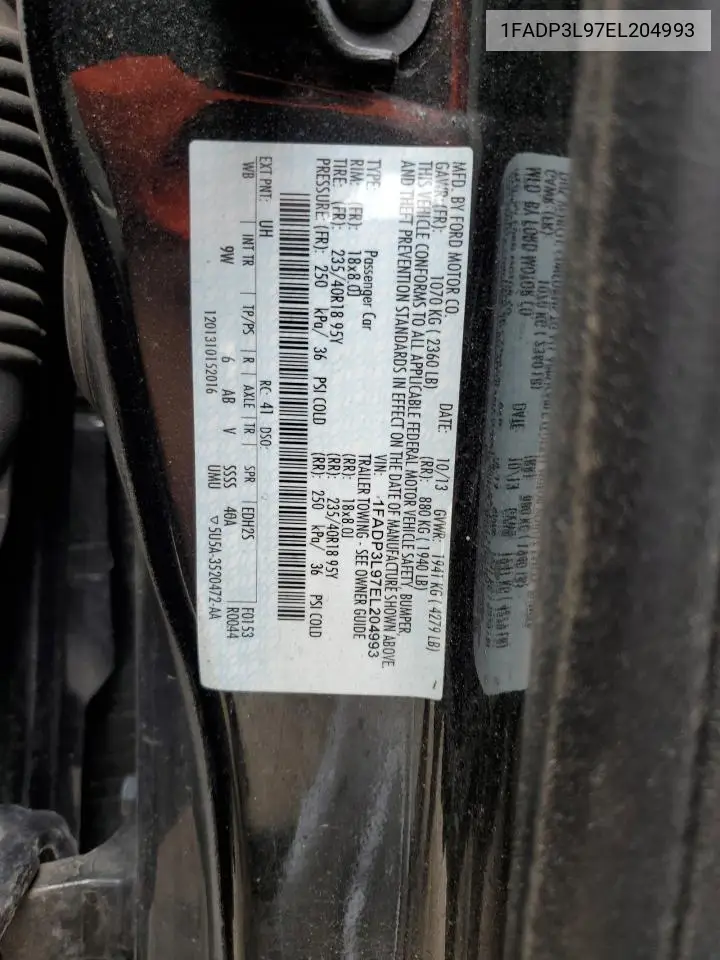 1FADP3L97EL204993
MFD. BY FORD MOTOR CO.
DATE: 10/13 GVWR: 1941 KG ( 4279 LB)
GAWR: (FR): 1070 KG ( 2360 LB) (RR): 880 KG ( 1940 LB)
THIS VEHICLE CONFORMS TO ALL APPLICABLE FEDERAL MOTOR VEHICLE SAFETY, BUMPER,
AND THEFT PREVENTION STANDARDS IN EFFECT ON THE DATE OF MANUFACTURE SHOWN ABOVE.
VIN: 1FADP3L97EL204993
TYPE: Passenger Car TRAILER TOWING - SEE OWNER GUIDE
RIM: (FR): 18x8.0J (RR): 18x8.0J
TIRE: (FR): 235/40R18 95Y (RR): 235/40R18 95Y
PRESSURE (FR): 250 kPa/ 36 PSI COLD (RR): 250 kPa/ 36 PSI COLD
EXT PNT: UH RC: 41 DSO: F0153
WB INT TR TP/PS R AXLE TR SPR EDH2S R0044
9W 6 AB V SSSS 40A
1201310152016 UMU ▽5U5A-3520472-AA